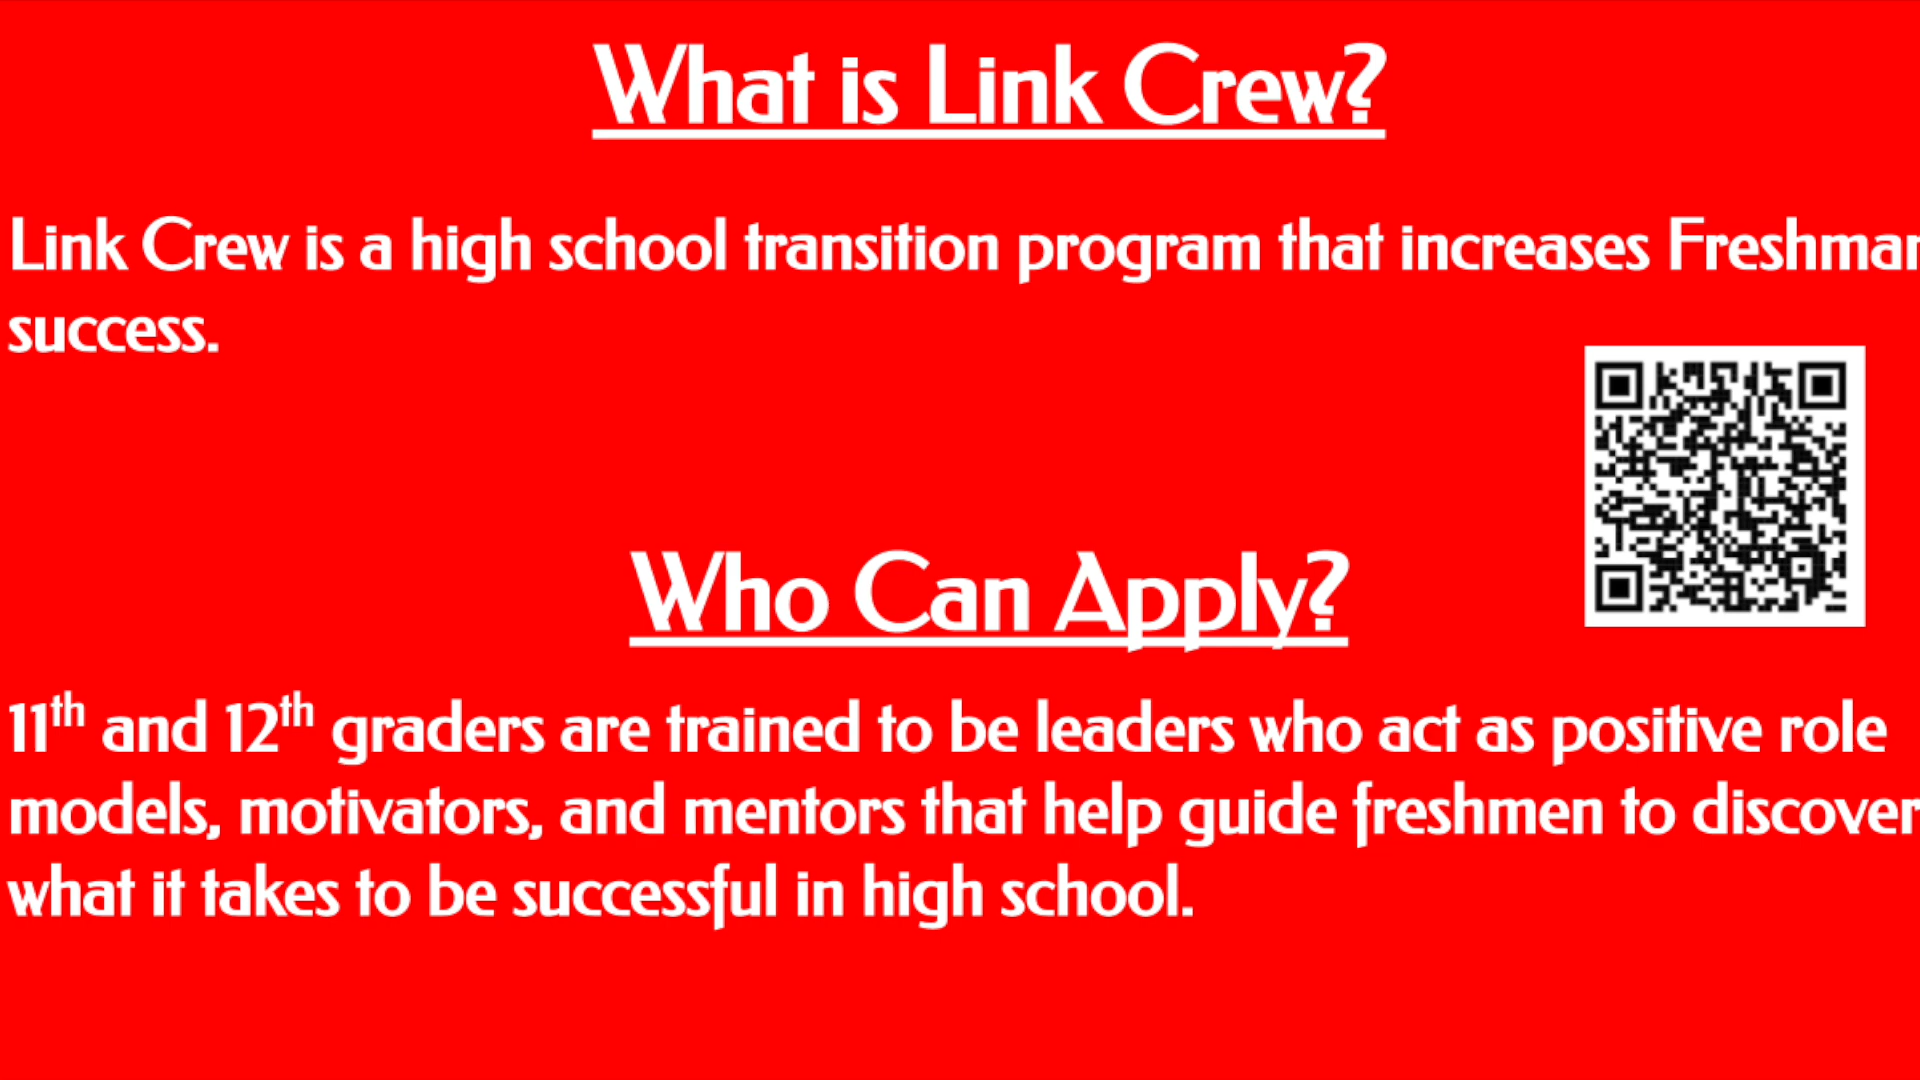 What is Link Crew?
Link Crew is a high school transition program that increases Freshman
success.
Who Can Apply?
11th and 12th graders are trained to be leaders who act as positive role
models, motivators, and mentors that help guide freshmen to discover
what it takes to be successful in high school.